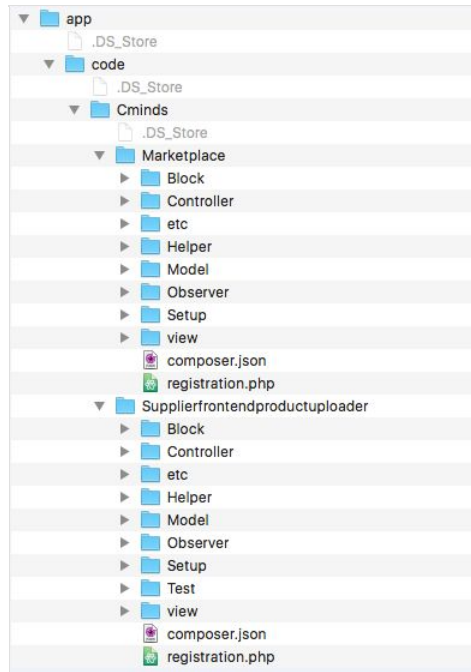 app
.DS_Store
code
.DS_Store
Cminds
.DS_Store
Marketplace
Block
Controller
etc
Helper
Model
Observer
Setup
view
composer.json
registration.php
Supplierfrontendproductuploader
Block
Controller
etc
Helper
Model
Observer
Setup
Test
view
composer.json
registration.php